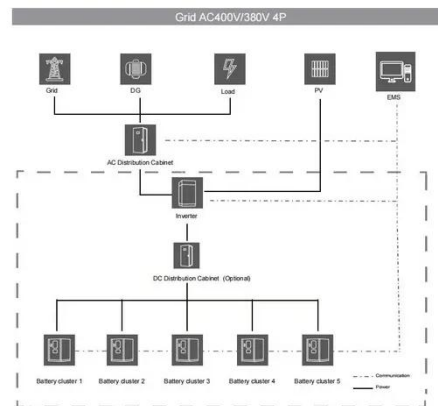 Grid AC400V/380V 4P
Grid
DG
Load
PV
EMS
AC Distribution Cabinet
Inverter
DC Distribution Cabinet (Optional)
Battery cluster 1
Battery cluster 2
Battery cluster 3
Battery cluster 4
Battery cluster 5
Communication
Power